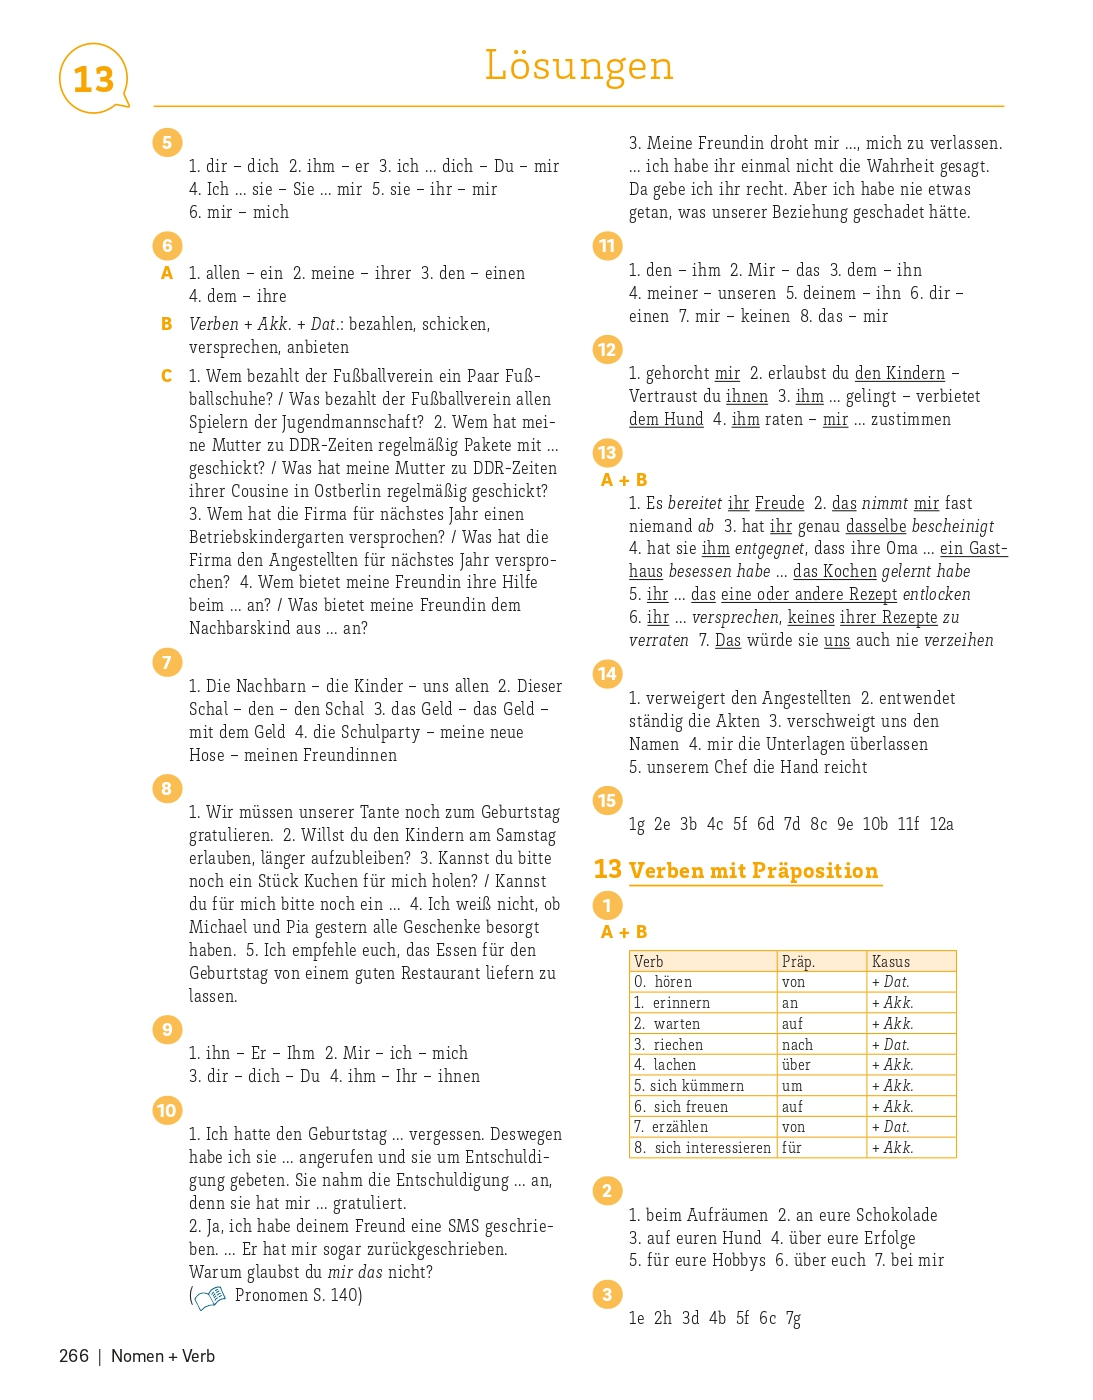 13
Lösungen
5
1. dir – dich 2. ihm – er 3. ich ... dich – Du – mir
4. Ich ... sie – Sie ... mir 5. sie – ihr – mir
6. mir – mich
6
A 1. allen – ein 2. meine – ihrer 3. den – einen
4. dem – ihre
B Verben + Akk. + Dat.: bezahlen, schicken,
versprechen, anbieten
C 1. Wem bezahlt der Fußballverein ein Paar Fuß-
ballschuhe? / Was bezahlt der Fußballverein allen
Spielern der Jugendmannschaft? 2. Wem hat mei-
ne Mutter zu DDR-Zeiten regelmäßig Pakete mit ...
geschickt? / Was hat meine Mutter zu DDR-Zeiten
ihrer Cousine in Ostberlin regelmäßig geschickt?
3. Wem hat die Firma für nächstes Jahr einen
Betriebskindergarten versprochen? / Was hat die
Firma den Angestellten für nächstes Jahr verspro-
chen? 4. Wem bietet meine Freundin ihre Hilfe
beim ... an? / Was bietet meine Freundin dem
Nachbarskind aus ... an?
7
1. Die Nachbarn – die Kinder – uns allen 2. Dieser
Schal – den – den Schal 3. das Geld – das Geld –
mit dem Geld 4. die Schulparty – meine neue
Hose – meinen Freundinnen
8
1. Wir müssen unserer Tante noch zum Geburtstag
gratulieren. 2. Willst du den Kindern am Samstag
erlauben, länger aufzubleiben? 3. Kannst du bitte
noch ein Stück Kuchen für mich holen? / Kannst
du für mich bitte noch ein ... 4. Ich weiß nicht, ob
Michael und Pia gestern alle Geschenke besorgt
haben. 5. Ich empfehle euch, das Essen für den
Geburtstag von einem guten Restaurant liefern zu
lassen.
9
1. ihn – Er – Ihm 2. Mir – ich – mich
3. dir – dich – Du 4. ihm – Ihr – ihnen
10
1. Ich hatte den Geburtstag ... vergessen. Deswegen
habe ich sie ... angerufen und sie um Entschuldi-
gung gebeten. Sie nahm die Entschuldigung ... an,
denn sie hat mir ... gratuliert.
2. Ja, ich habe deinem Freund eine SMS geschrie-
ben. ... Er hat mir sogar zurückgeschrieben.
Warum glaubst du mir das nicht?
( Pronomen S. 140)
3. Meine Freundin droht mir ..., mich zu verlassen.
... ich habe ihr einmal nicht die Wahrheit gesagt.
Da gebe ich ihr recht. Aber ich habe nie etwas
getan, was unserer Beziehung geschadet hätte.
11
1. den – ihm 2. Mir – das 3. dem – ihn
4. meiner – unseren 5. deinem – ihn 6. dir –
einen 7. mir – keinen 8. das – mir
12
1. gehorcht mir 2. erlaubst du den Kindern –
Vertraust du ihnen 3. ihm ... gelingt – verbietet
dem Hund 4. ihm raten – mir ... zustimmen
13
A + B
1. Es bereitet ihr Freude 2. das nimmt mir fast
niemand ab 3. hat ihr genau dasselbe bescheinigt
4. hat sie ihm entgegnet, dass ihre Oma ... ein Gast-
haus besessen habe ... das Kochen gelernt habe
5. ihr ... das eine oder andere Rezept entlocken
6. ihr ... versprechen, keines ihrer Rezepte zu
verraten 7. Das würde sie uns auch nie verzeihen
14
1. verweigert den Angestellten 2. entwendet
ständig die Akten 3. verschweigt uns den
Namen 4. mir die Unterlagen überlassen
5. unserem Chef die Hand reicht
15
1g 2e 3b 4c 5f 6d 7d 8c 9e 10b 11f 12a
13 Verben mit Präposition
1
A + B
Verb Präp. Kasus
0. hören von + Dat.
1. erinnern an + Akk.
2. warten auf + Akk.
3. riechen nach + Dat.
4. lachen über + Akk.
5. sich kümmern um + Akk.
6. sich freuen auf + Akk.
7. erzählen von + Dat.
8. sich interessieren für + Akk.
2
1. beim Aufräumen 2. an eure Schokolade
3. auf euren Hund 4. über eure Erfolge
5. für eure Hobbys 6. über euch 7. bei mir
3
1e 2h 3d 4b 5f 6c 7g
266 | Nomen + Verb